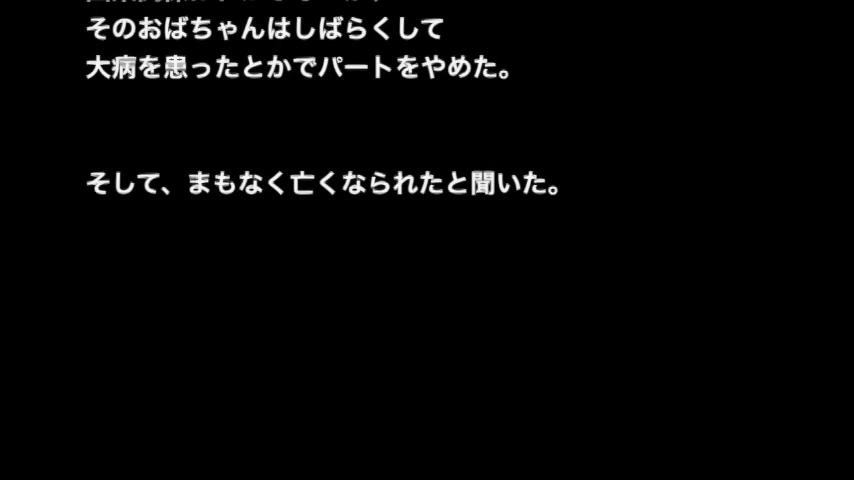 そのおばちゃんはしばらくして
大病を患ったとかでパートをやめた。
そして、まもなく亡くなられたと聞いた。